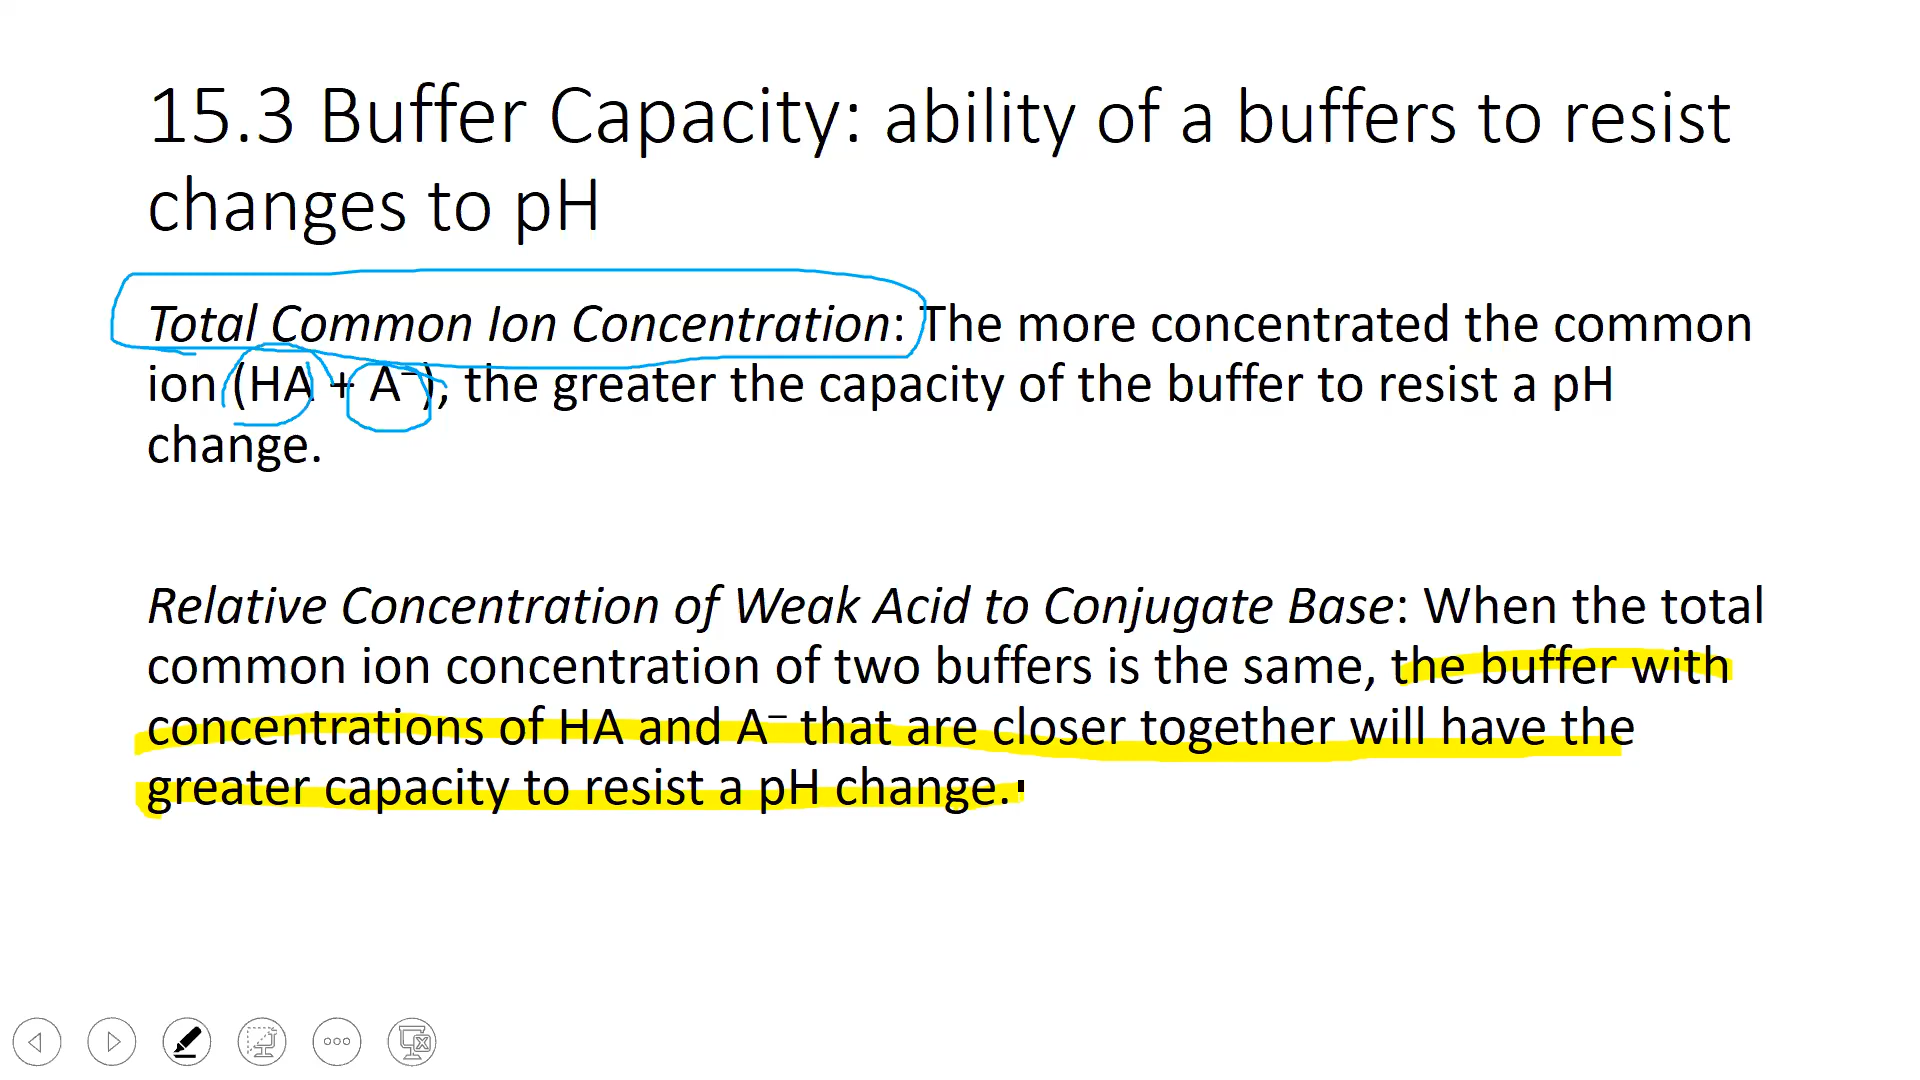 15.3 Buffer Capacity: ability of a buffers to resist
changes to pH
Total Common Ion Concentration: The more concentrated the common
ion (HA + A⁻), the greater the capacity of the buffer to resist a pH
change.
Relative Concentration of Weak Acid to Conjugate Base: When the total
common ion concentration of two buffers is the same, the buffer with
concentrations of HA and A⁻ that are closer together will have the
greater capacity to resist a pH change.